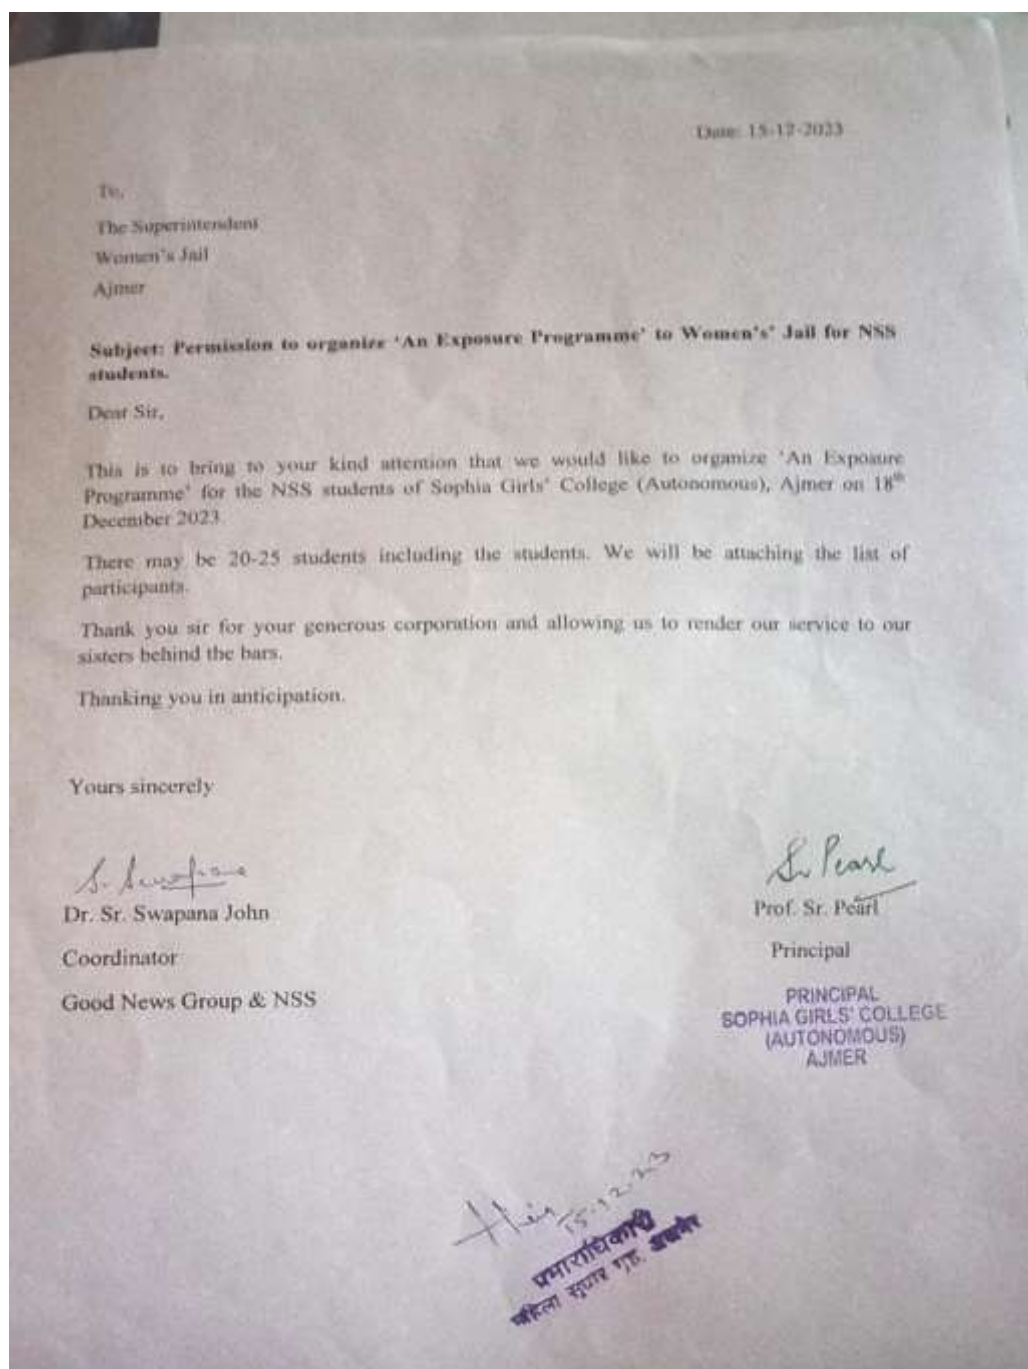 Date: 15-12-2023
To,
The Superintendent
Women's Jail
Ajmer
Subject: Permission to organize 'An Exposure Programme' to Women's' Jail for NSS
students.
Dear Sir,
This is to bring to your kind attention that we would like to organize 'An Exposure
Programme' for the NSS students of Sophia Girls' College (Autonomous), Ajmer on 18th
December 2023.
There may be 20-25 students including the students. We will be attaching the list of
participants.
Thank you sir for your generous corporation and allowing us to render our service to our
sisters behind the bars.
Thanking you in anticipation.
Yours sincerely
Sr Pearl
Dr. Sr. Swapana John
Prof. Sr. Pearl
Coordinator
Principal
Good News Group & NSS
PRINCIPAL
SOPHIA GIRLS' COLLEGE
(AUTONOMOUS)
AJMER
15.12.23
प्रभाराधिकारी
महिला सुधार गृह, अजमेर